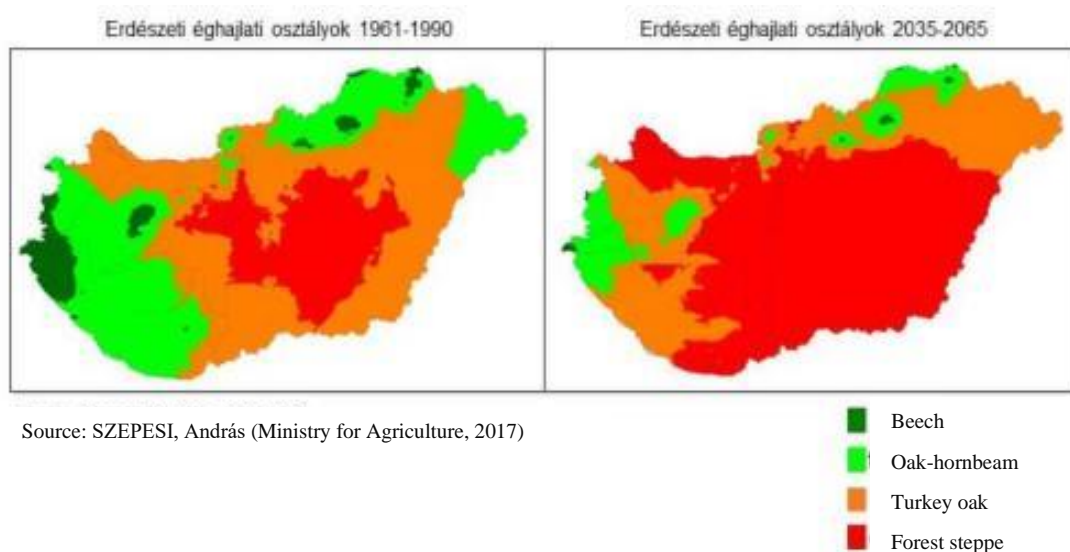 Erdészeti éghajlati osztályok 1961-1990
Erdészeti éghajlati osztályok 2035-2065
Source: SZEPESI, András (Ministry for Agriculture, 2017)
Beech
Oak-hornbeam
Turkey oak
Forest steppe